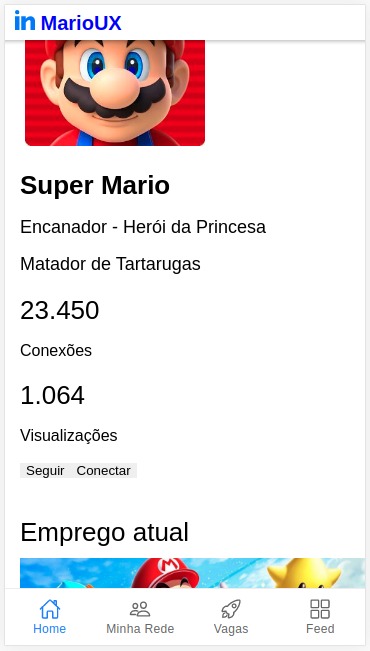 in MarioUX
Super Mario
Encanador - Herói da Princesa
Matador de Tartarugas
23.450
Conexões
1.064
Visualizações
Seguir Conectar
Emprego atual
M
Home Minha Rede Vagas Feed